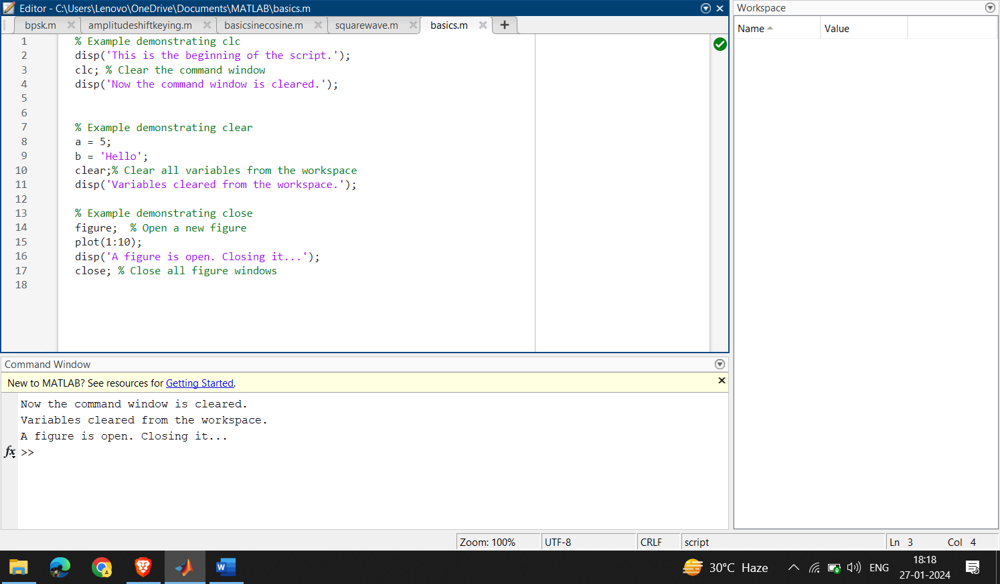 Editor - C:\Users\Lenovo\OneDrive\Documents\MATLAB\basics.m
bpsk.m amplitudeshiftkeying.m basicsinecosine.m squarewave.m basics.m +
1 % Example demonstrating clc
2 disp('This is the beginning of the script.');
3 clc; % Clear the command window
4 disp('Now the command window is cleared.');
5
6
7 % Example demonstrating clear
8 a = 5;
9 b = 'Hello';
10 clear;% Clear all variables from the workspace
11 disp('Variables cleared from the workspace.');
12
13 % Example demonstrating close
14 figure;  % Open a new figure
15 plot(1:10);
16 disp('A figure is open. Closing it...');
17 close; % Close all figure windows
18
Workspace
Name Value
Command Window
New to MATLAB? See resources for Getting Started.
Now the command window is cleared.
Variables cleared from the workspace.
A figure is open. Closing it...
fx >>
Zoom: 100% UTF-8 CRLF script Ln 3 Col 4
W 30°C Haze ENG 18:18
27-01-2024